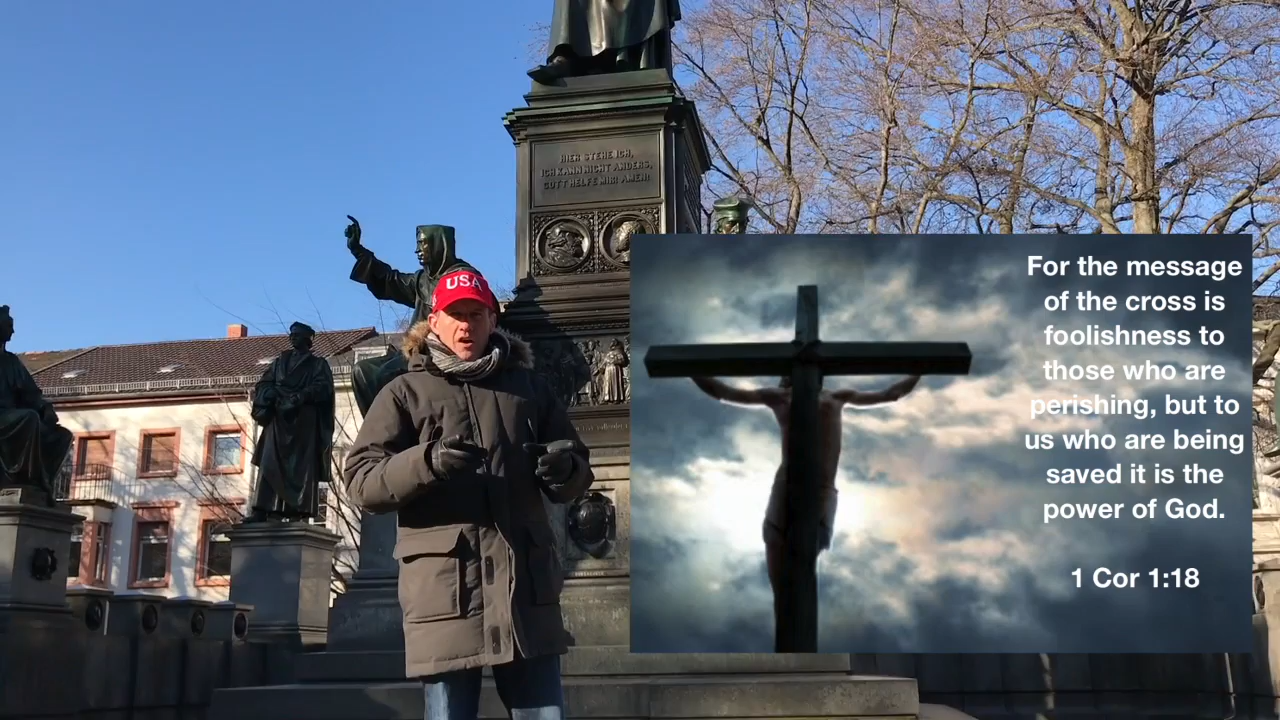 HIER STEHE ICH,
ICH KANN NICHT ANDERS,
GOTT HELFE MIR! AMEN!
USA
For the message
of the cross is
foolishness to
those who are
perishing, but to
us who are being
saved it is the
power of God.
1 Cor 1:18